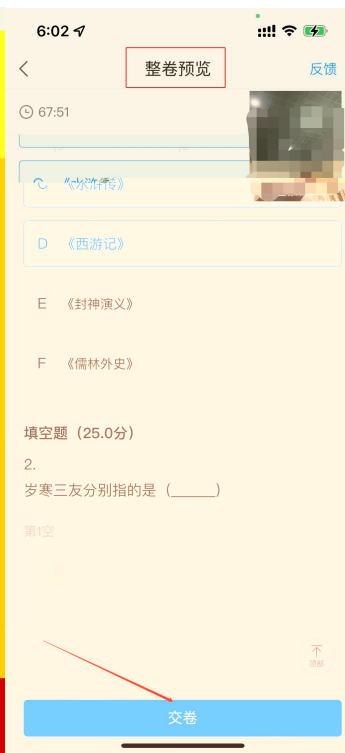 6:02
整卷预览
反馈
67:51
C 《水浒传》
D 《西游记》
E 《封神演义》
F 《儒林外史》
填空题（25.0分）
2.
岁寒三友分别指的是（_____）
第1空
顶部
交卷